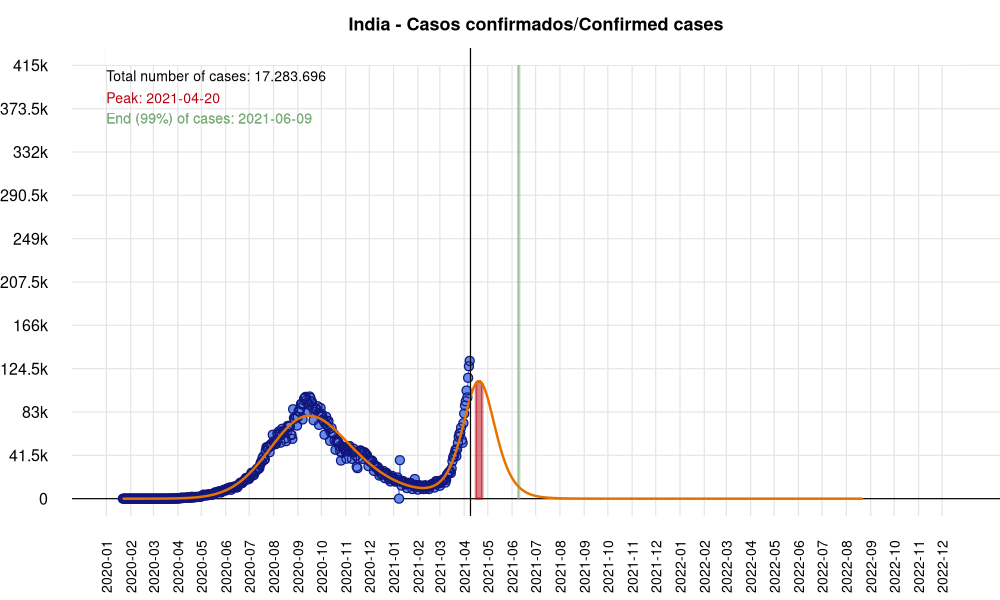 India - Casos confirmados/Confirmed cases
415k
Total number of cases: 17.283.696
Peak: 2021-04-20
373.5k
End (99%) of cases: 2021-06-09
332k
290.5k
249k
207.5k
166k
124.5k
83k
41.5k
0
2020-01
2020-02
2020-03
2020-04
2020-05
2020-06
2020-07
2020-08
2020-09
2020-10
2020-11
2020-12
2021-01
2021-02
2021-03
2021-04
2021-05
2021-06
2021-07
2021-08
2021-09
2021-10
2021-11
2021-12
2022-01
2022-02
2022-03
2022-04
2022-05
2022-06
2022-07
2022-08
2022-09
2022-10
2022-11
2022-12